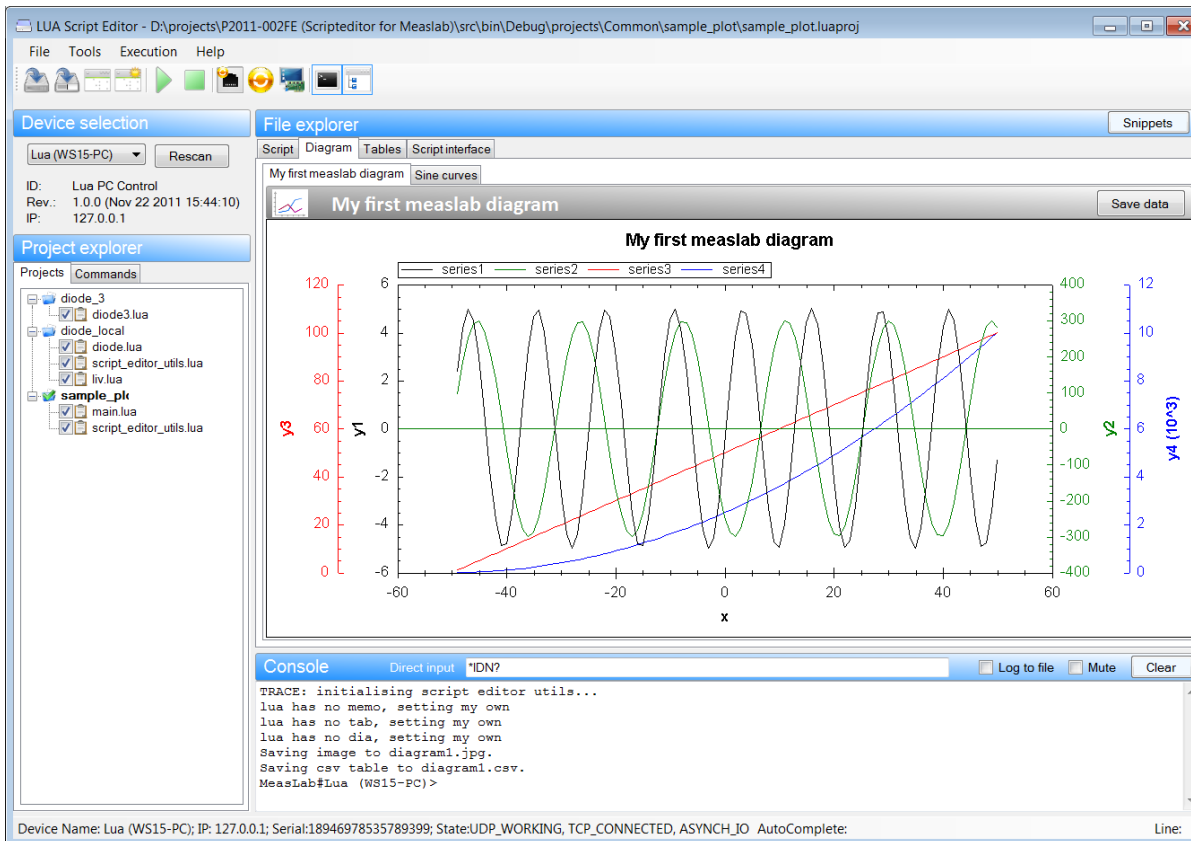 LUA Script Editor - D:\projects\P2011-002FE (Scripteditor for Measlab)\src\bin\Debug\projects\Common\sample_plot\sample_plot.luaproj
File Tools Execution Help
Device selection
Lua (WS15-PC) Rescan
ID: Lua PC Control
Rev.: 1.0.0 (Nov 22 2011 15:44:10)
IP: 127.0.0.1
Project explorer
Projects Commands
diode_3
diode3.lua
diode_local
diode.lua
script_editor_utils.lua
liv.lua
sample_plo
main.lua
script_editor_utils.lua
File explorer Snippets
Script Diagram Tables Script interface
My first measlab diagram Sine curves
My first measlab diagram Save data
My first measlab diagram
series1 series2 series3 series4
120 6 400 12
300
100 4 10
200
80 2 8
100
y3 60 y1 0 0 y2 6 y4 (10^3)
-100
40 -2 4
-200
20 -4 2
-300
0 -6 -400 0
-60 -40 -20 0 20 40 60
x
Console Direct input *IDN? Log to file Mute Clear
TRACE: initialising script editor utils...
lua has no memo, setting my own
lua has no tab, setting my own
lua has no dia, setting my own
Saving image to diagram1.jpg.
Saving csv table to diagram1.csv.
MeasLab#Lua (WS15-PC)>
Device Name: Lua (WS15-PC); IP: 127.0.0.1; Serial:18946978535789399; State:UDP_WORKING, TCP_CONNECTED, ASYNCH_IO AutoComplete: Line: